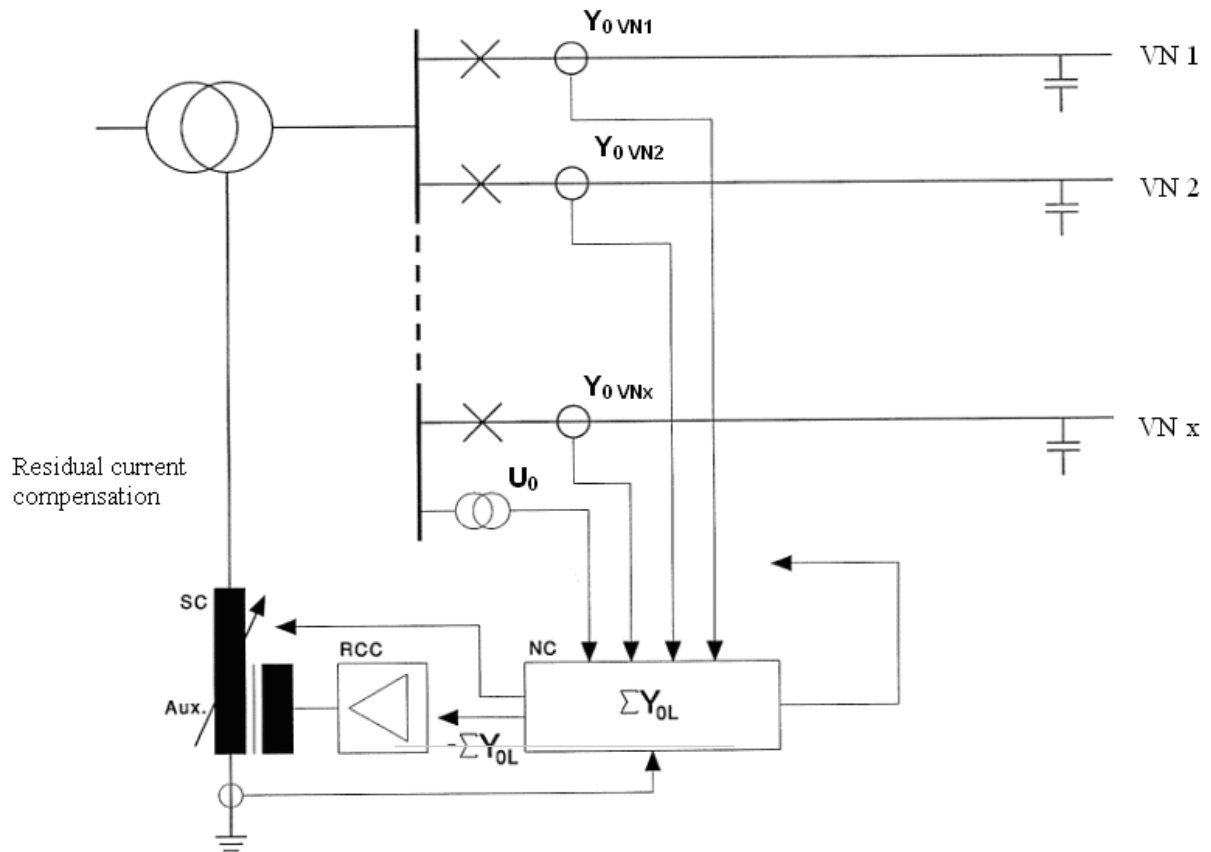 Y0 VN1
VN 1
Y0 VN2
VN 2
Y0 VNx
VN x
Residual current
compensation
U0
SC
RCC
NC
Aux.
ΣY0L
-ΣY0L